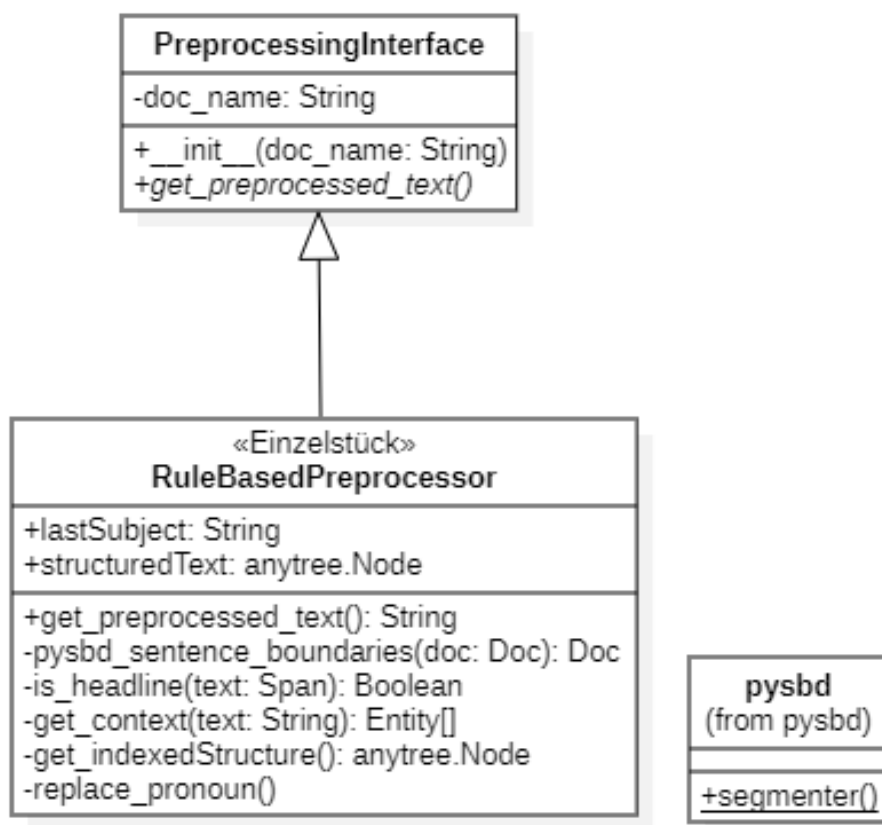 PreprocessingInterface
-doc_name: String
+__init__(doc_name: String)
+get_preprocessed_text()
«Einzelstück»
RuleBasedPreprocessor
+lastSubject: String
+structuredText: anytree.Node
+get_preprocessed_text(): String
-pysbd_sentence_boundaries(doc: Doc): Doc
-is_headline(text: Span): Boolean
-get_context(text: String): Entity[]
-get_indexedStructure(): anytree.Node
-replace_pronoun()
pysbd
(from pysbd)
+segmenter()